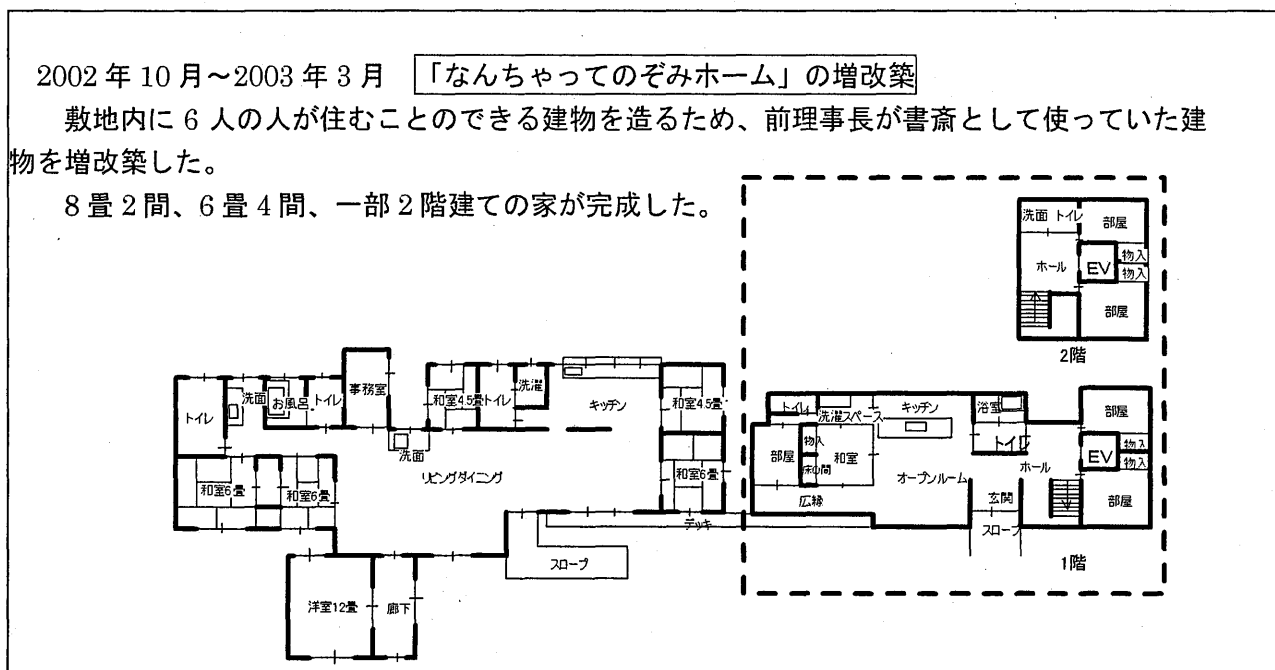 2002年10月～2003年3月　「なんちゃってのぞみホーム」の増改築
敷地内に6人の人が住むことのできる建物を造るため、前理事長が書斎として使っていた建
物を増改築した。
8畳2間、6畳4間、一部2階建ての家が完成した。
洗面 トイレ
部屋
ホール
EV
物入
物入
部屋
2階
トイレ
洗面
お風呂
トイレ
事務室
和室4.5畳
トイレ
洗濯
キッチン
和室4.5畳
洗面
リビングダイニング
和室6畳
和室6畳
和室6畳
デッキ
スロープ
洋室12畳
廊下
トイレ
洗濯スペース
キッチン
浴室
部屋
部屋
物入
床の間
和室
トイレ
オープンルーム
ホール
EV
物入
物入
広縁
玄関
部屋
スロープ
1階